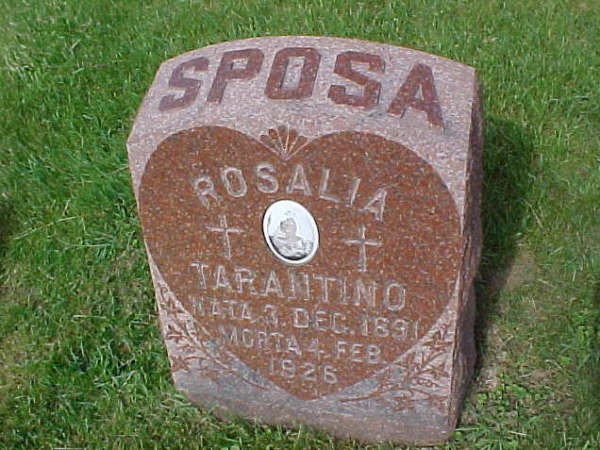 SPOSA
ROSALIA
TARANTINO
NATA 3. DEC. 1891
MORTA 4. FEB.
1926